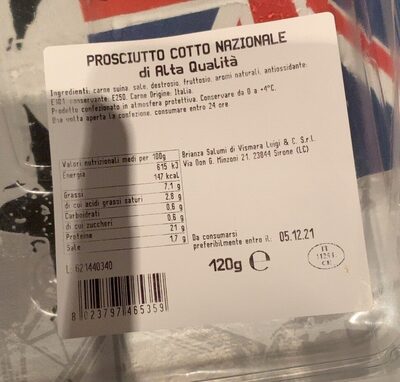 PROSCIUTTO COTTO NAZIONALE
di Alta Qualità
Ingredienti: carne suina, sale, destrosio, fruttosio, aromi naturali, antiossidante:
E301, conservante: E250. Carne Origine: Italia.
Prodotto confezionato in atmosfera protettiva. Conservare da 0 a +4°C.
Una volta aperta la confezione, consumare entro 24 ore
Valori nutrizionali medi per 100g
Energia 615 kJ
147 kcal
Grassi 7,1 g
di cui acidi grassi saturi 2,8 g
Carboidrati 0,6 g
di cui zuccheri 0,6 g
Proteine 21 g
Sale 1,7 g
Brianza Salumi di Vismara Luigi & C. S.r.l.
Via Don G. Minzoni 21, 23844 Sirone (LC)
Da consumarsi
preferibilmente entro il: 05.12.21
L. 621440340
120g e
IT
CE
8 023797 465359